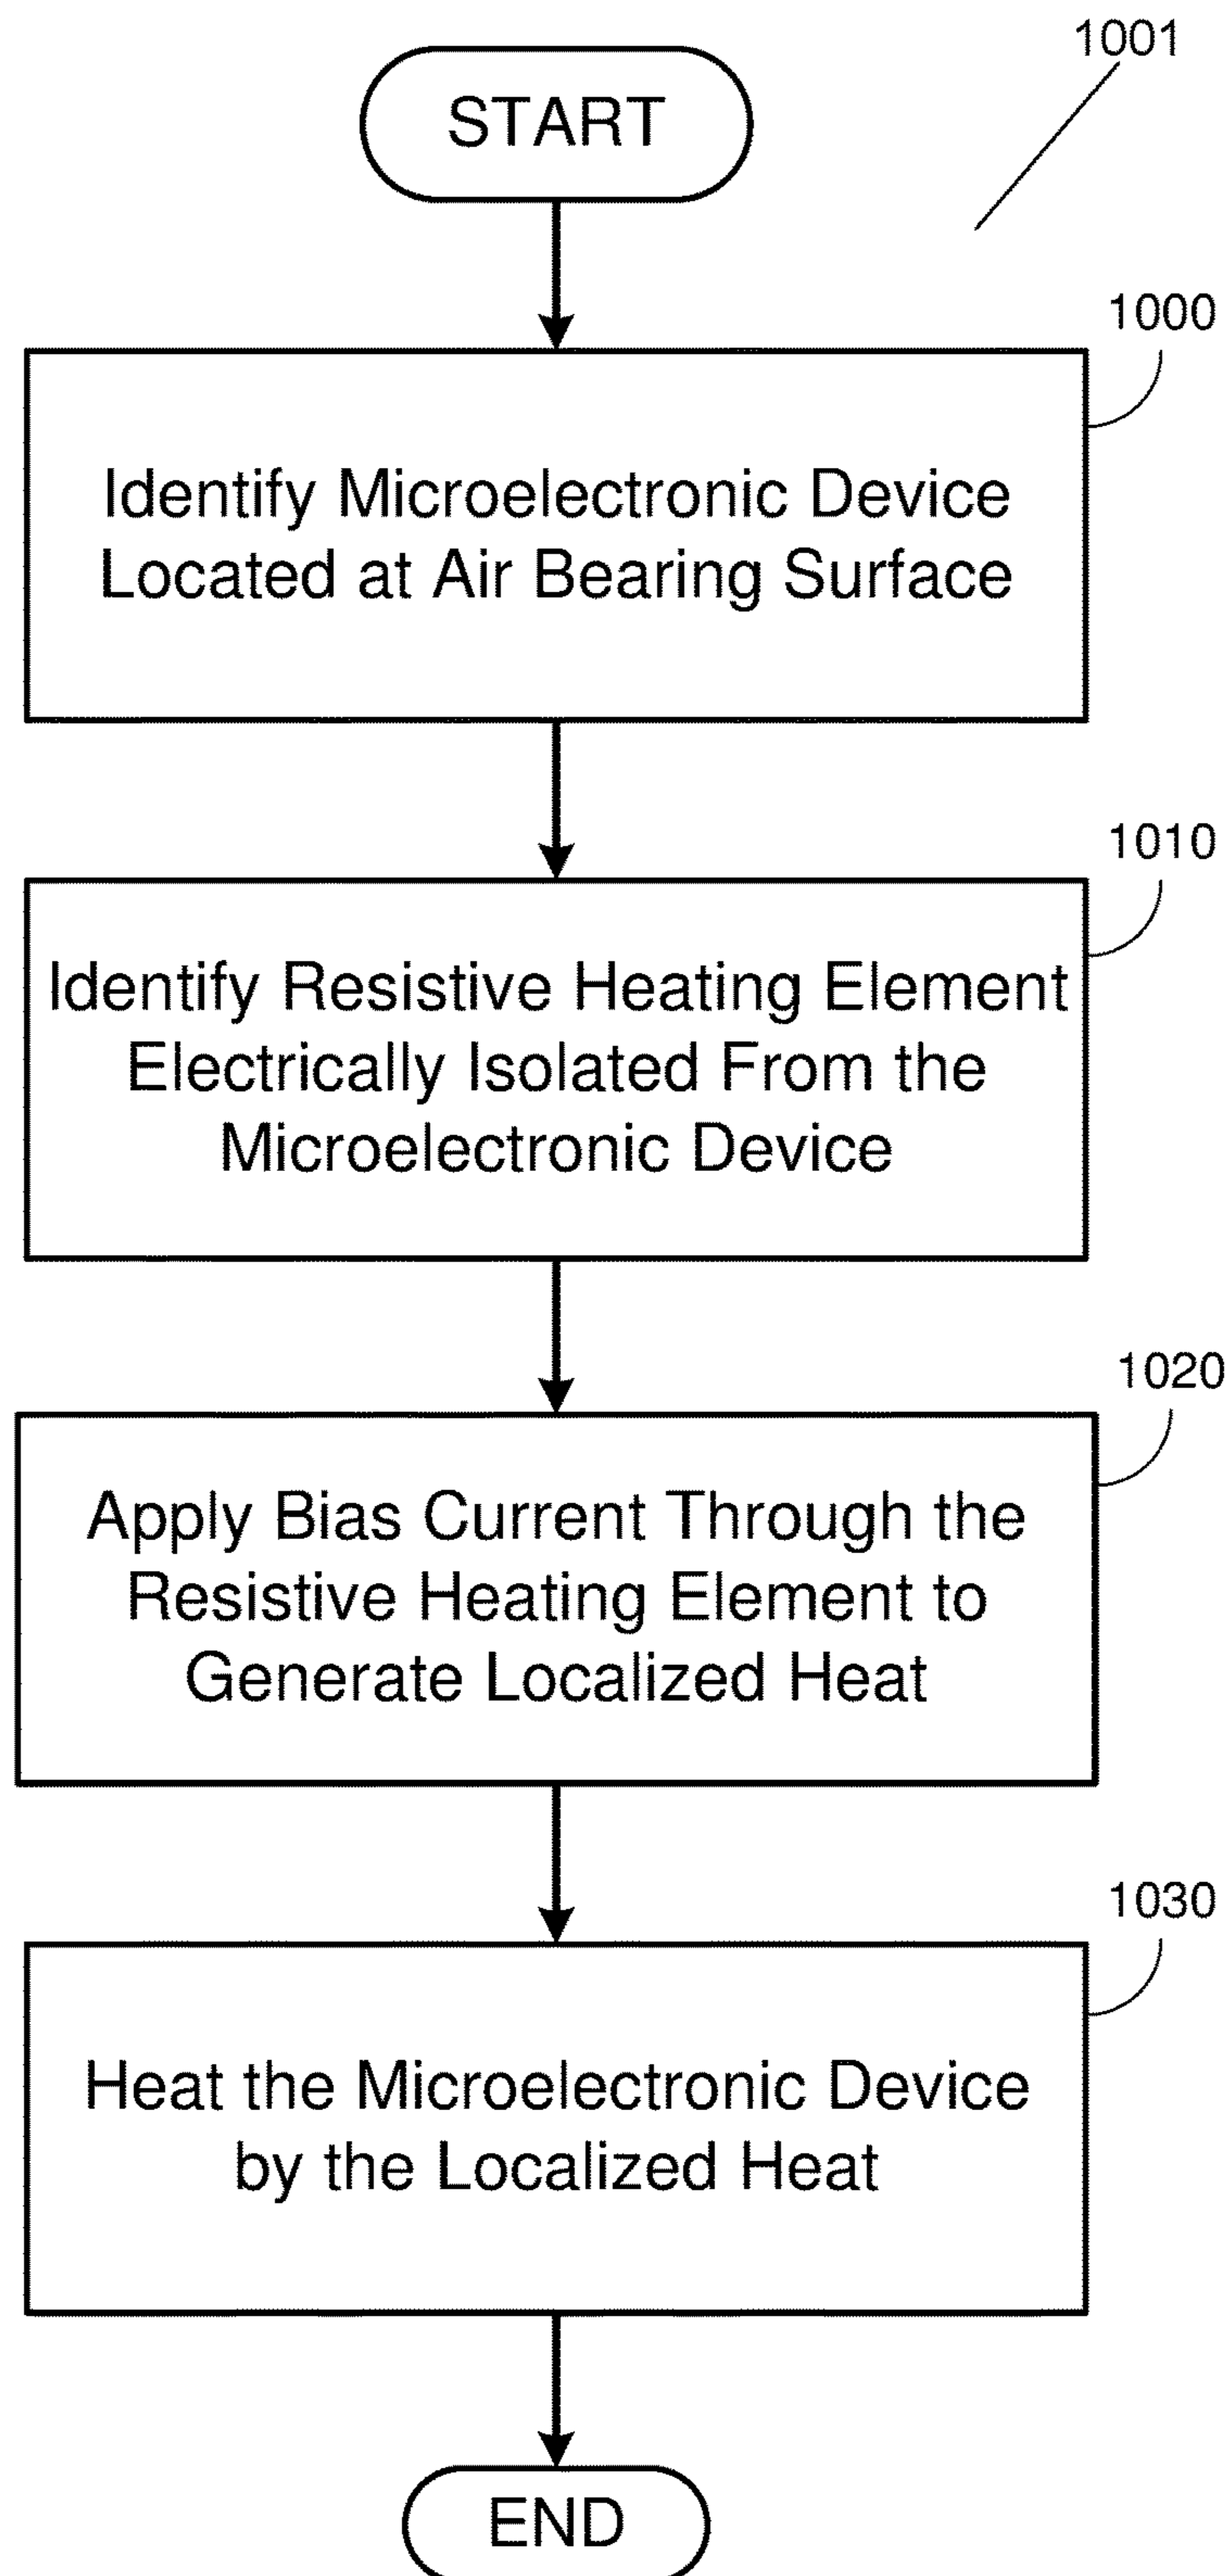 1001
START
1000
Identify Microelectronic Device
Located at Air Bearing Surface
1010
Identify Resistive Heating Element
Electrically Isolated From the
Microelectronic Device
1020
Apply Bias Current Through the
Resistive Heating Element to
Generate Localized Heat
1030
Heat the Microelectronic Device
by the Localized Heat
END